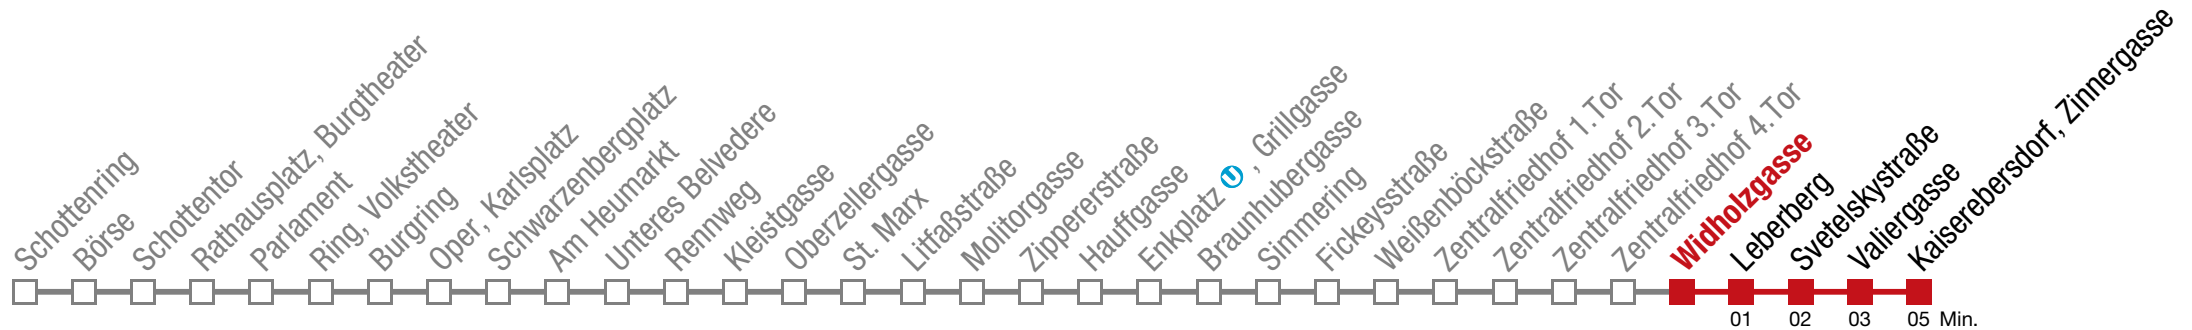 Schottenring
Börse
Schottentor
Rathausplatz, Burgtheater
Parlament
Ring, Volkstheater
Burgring
Oper, Karlsplatz
Schwarzenbergplatz
Am Heumarkt
Unteres Belvedere
Rennweg
Kleistgasse
Oberzellergasse
St. Marx
Litfaßstraße
Molitorgasse
Zippererstraße
Hauffgasse
Enkplatz U, Grillgasse
Braunhubergasse
Simmering
Fickeysstraße
Weißenböckstraße
Zentralfriedhof 1.Tor
Zentralfriedhof 2.Tor
Zentralfriedhof 3.Tor
Zentralfriedhof 4.Tor
Widholzgasse
Leberberg
Svetelskystraße
Valiergasse
Kaiserebersdorf, Zinnergasse
01 02 03 05 Min.